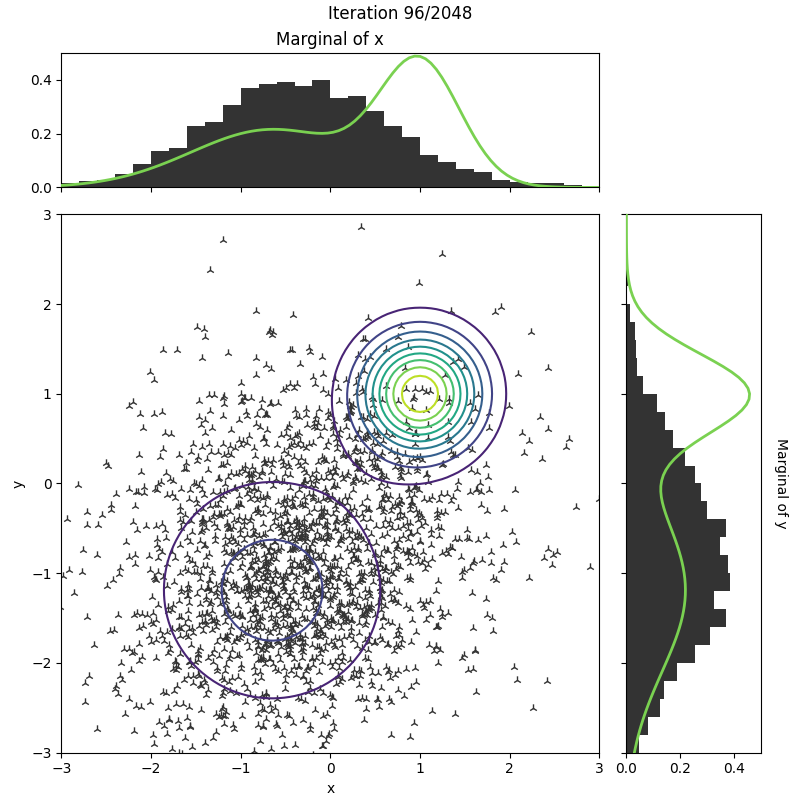 Iteration 96/2048
Marginal of x
0.4
0.2
0.0
3
2
1
0
−1
−2
−3
y
−3 −2 −1 0 1 2 3
x
0.0 0.2 0.4
Marginal of y